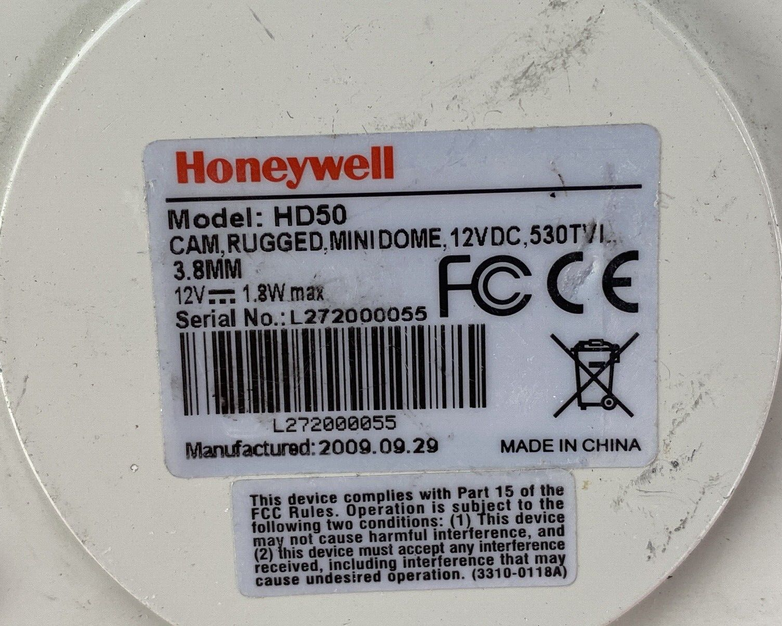 Honeywell
Model: HD50
CAM,RUGGED,MINIDOME,12VDC,530TVL,
3.8MM
12V⎓ 1.8W max
Serial No.:L272000055
FC CE
L272000055
Manufactured:2009.09.29 MADE IN CHINA
This device complies with Part 15 of the
FCC Rules. Operation is subject to the
following two conditions: (1) This device
may not cause harmful interference, and
(2) this device must accept any interference
received, including interference that may
cause undesired operation. (3310-0118A)